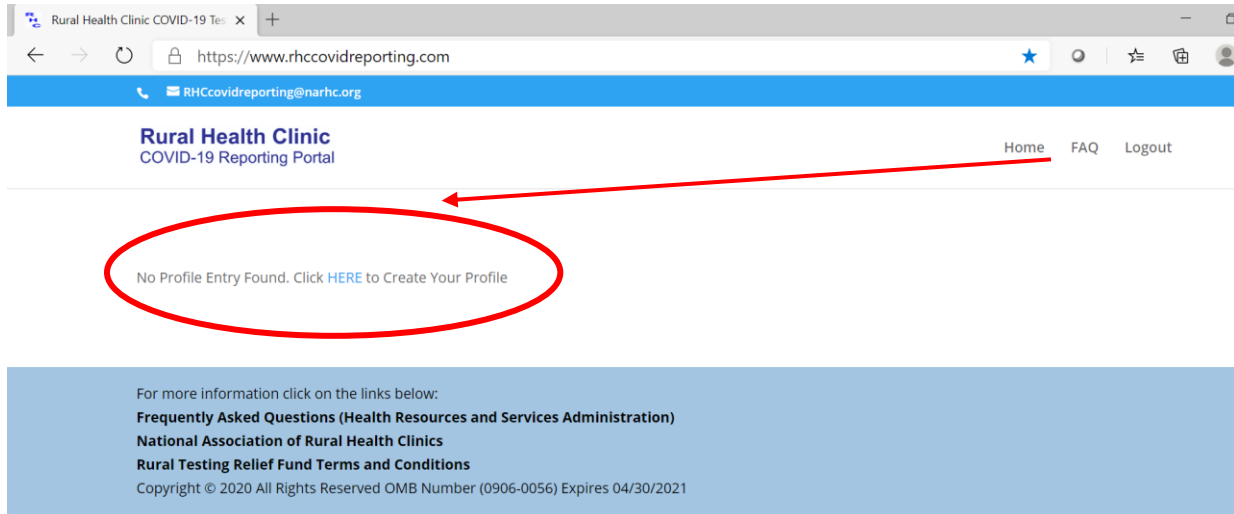 Rural Health Clinic COVID-19 Tes
https://www.rhccovidreporting.com
RHCcovidreporting@narhc.org
Rural Health Clinic
COVID-19 Reporting Portal
Home FAQ Logout
No Profile Entry Found. Click HERE to Create Your Profile
For more information click on the links below:
Frequently Asked Questions (Health Resources and Services Administration)
National Association of Rural Health Clinics
Rural Testing Relief Fund Terms and Conditions
Copyright © 2020 All Rights Reserved OMB Number (0906-0056) Expires 04/30/2021